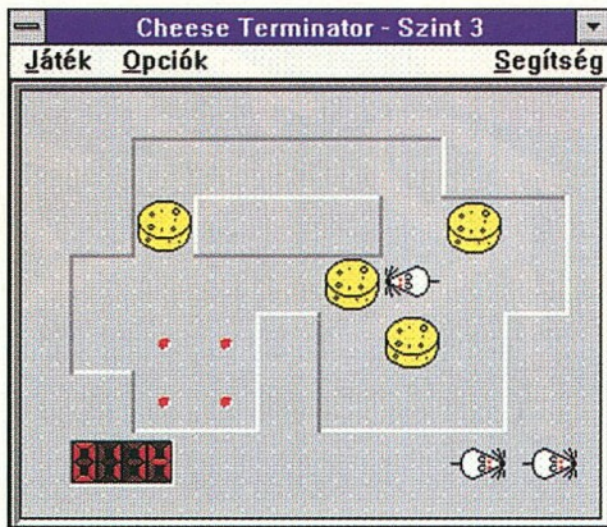 Cheese Terminator - Szint 3
Játék Opciók Segítség